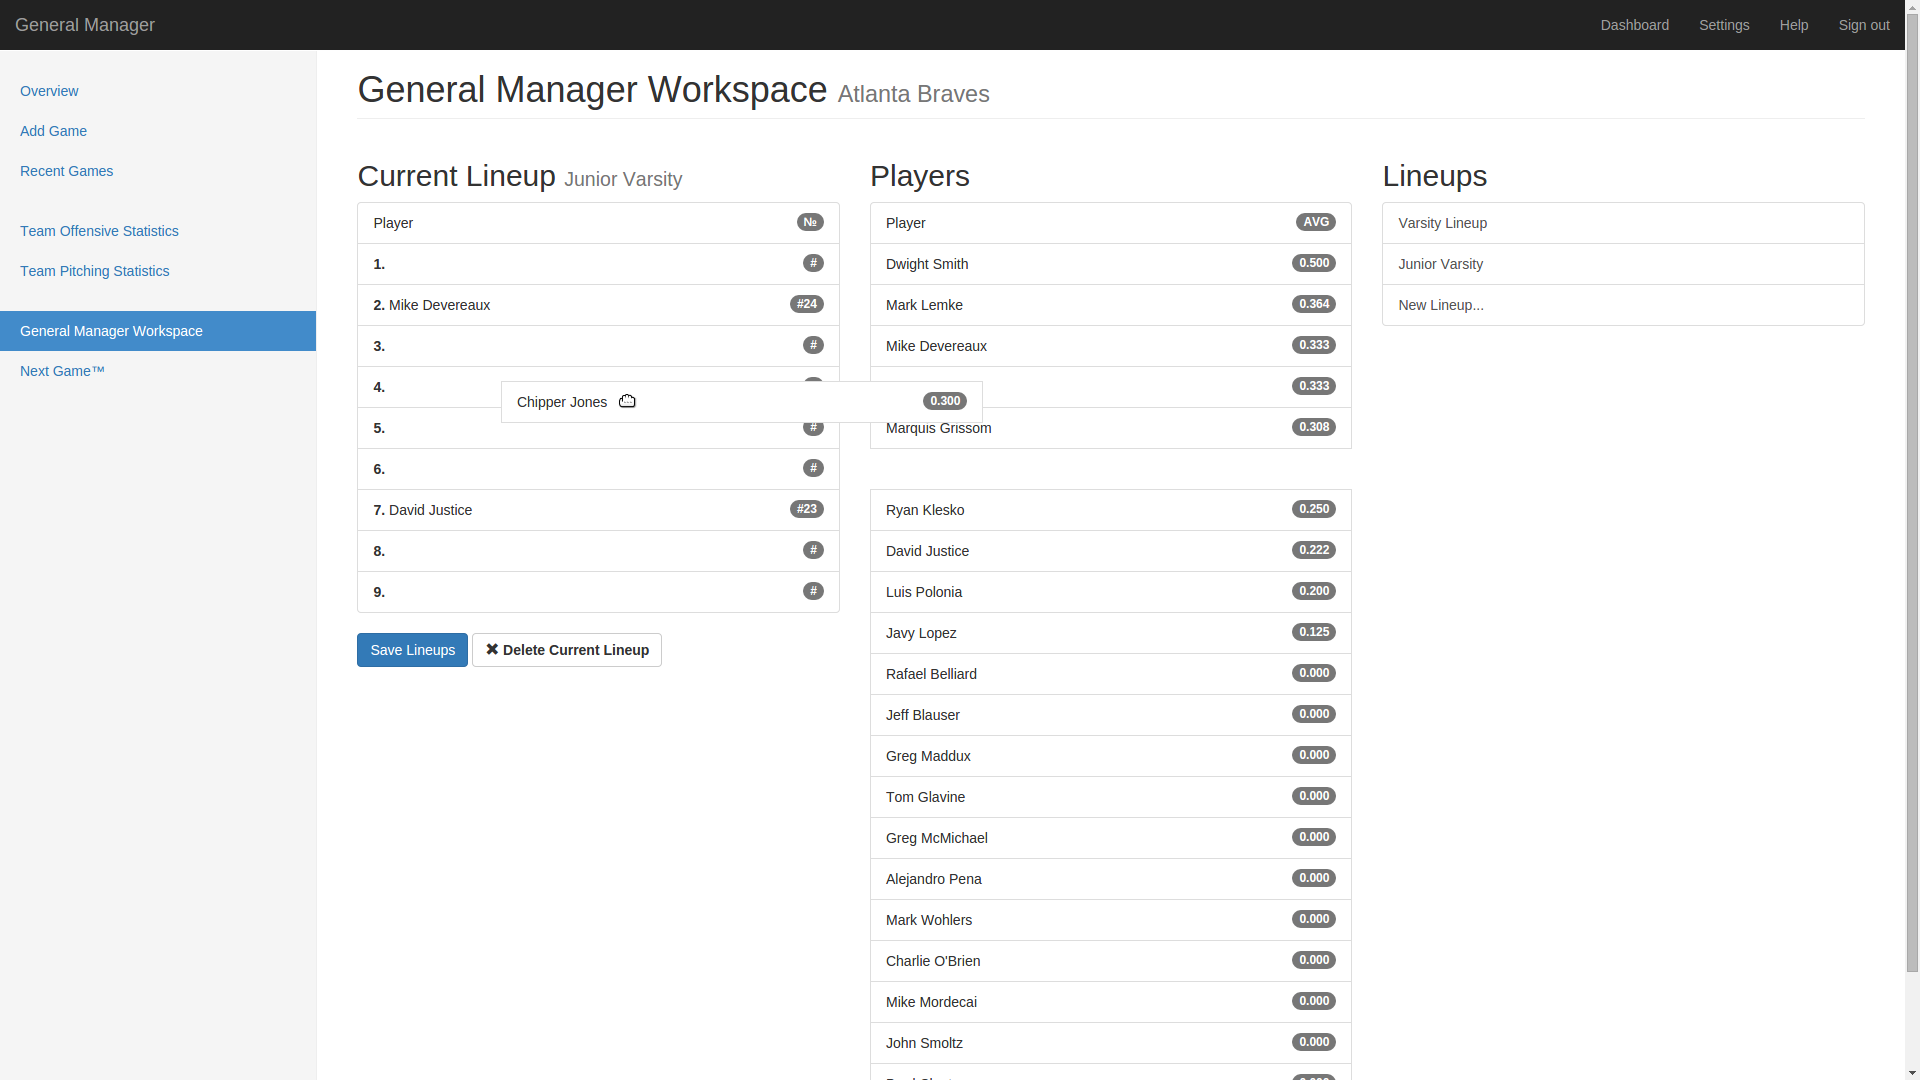 General Manager
Dashboard
Settings
Help
Sign out
Overview
Add Game
Recent Games
Team Offensive Statistics
Team Pitching Statistics
General Manager Workspace
Next Game™
General Manager Workspace Atlanta Braves
Current Lineup Junior Varsity
Player №
1. #
2. Mike Devereaux #24
3. #
4.
5. #
6. #
7. David Justice #23
8. #
9. #
Save Lineups
✖ Delete Current Lineup
Chipper Jones 0.300
Players
Player AVG
Dwight Smith 0.500
Mark Lemke 0.364
Mike Devereaux 0.333
0.333
Marquis Grissom 0.308
Ryan Klesko 0.250
David Justice 0.222
Luis Polonia 0.200
Javy Lopez 0.125
Rafael Belliard 0.000
Jeff Blauser 0.000
Greg Maddux 0.000
Tom Glavine 0.000
Greg McMichael 0.000
Alejandro Pena 0.000
Mark Wohlers 0.000
Charlie O'Brien 0.000
Mike Mordecai 0.000
John Smoltz 0.000
Lineups
Varsity Lineup
Junior Varsity
New Lineup...